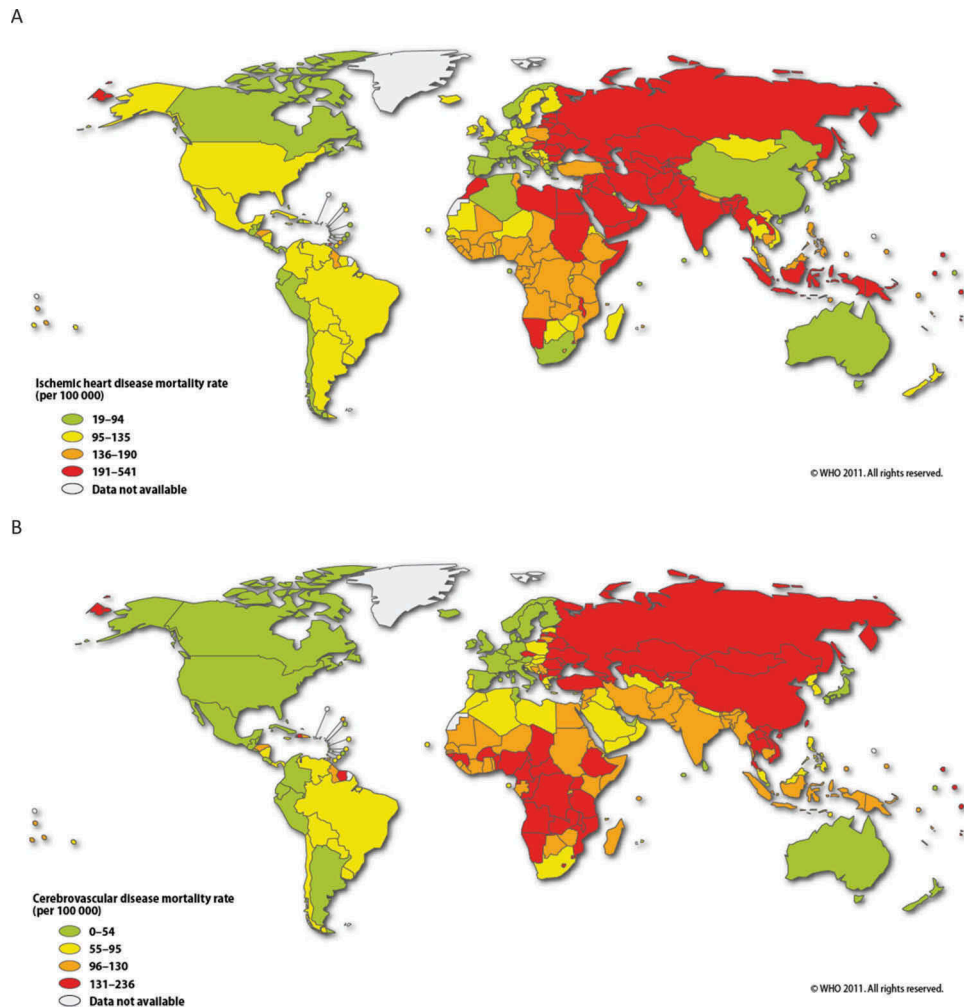 A
Ischemic heart disease mortality rate
(per 100 000)
19–94
95–135
136–190
191–541
Data not available
© WHO 2011. All rights reserved.
B
Cerebrovascular disease mortality rate
(per 100 000)
0–54
55–95
96–130
131–236
Data not available
© WHO 2011. All rights reserved.